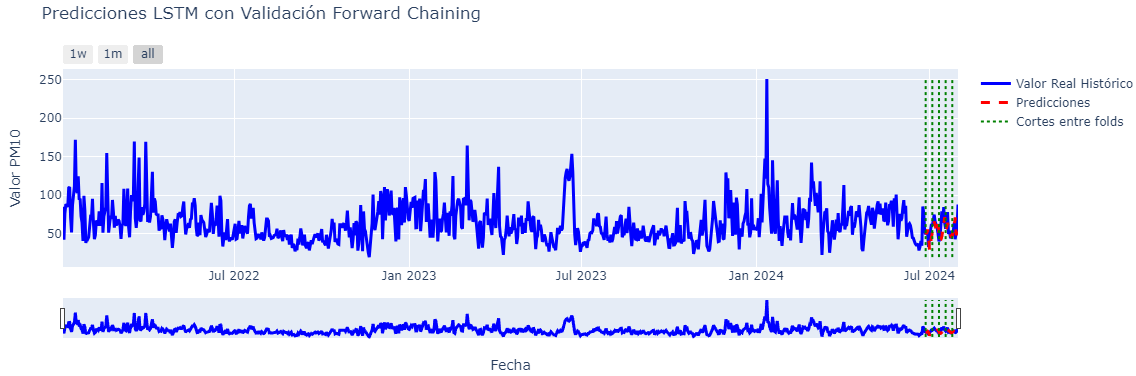 Predicciones LSTM con Validación Forward Chaining
1w 1m all
250
200
150
100
50
Valor PM10
Jul 2022 Jan 2023 Jul 2023 Jan 2024 Jul 2024
Fecha
Valor Real Histórico
Predicciones
Cortes entre folds